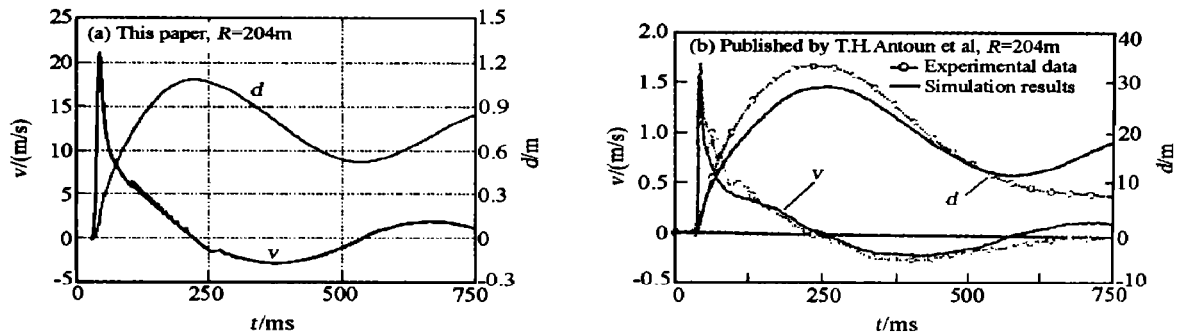 25
20
15
10
5
0
-5
v/(m/s)
(a) This paper, R=204m
d
v
1.5
1.2
1.1
0.9
0.6
0.3
0
-0.3
d/m
0
250
500
750
t/ms
2.0
1.5
1.0
0.5
0
-0.5
v/(m/s)
(b) Published by T.H. Antoun et al, R=204m
Experimental data
Simulation results
v
d
40
30
20
10
0
-10
d/m
0
250
500
750
t/ms